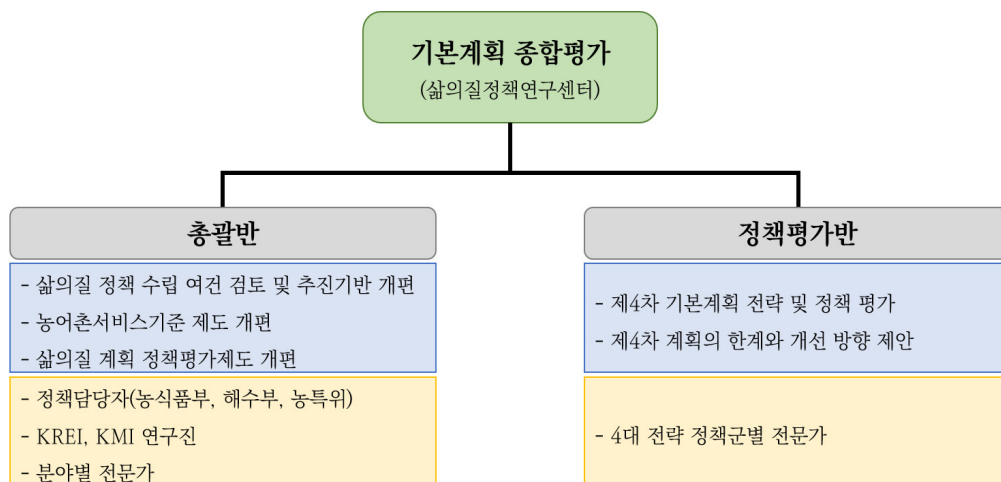 기본계획 종합평가
(삶의질정책연구센터)
총괄반
- 삶의질 정책 수립 여건 검토 및 추진기반 개편
- 농어촌서비스기준 제도 개편
- 삶의질 계획 정책평가제도 개편
- 정책담당자(농식품부, 해수부, 농특위)
- KREI, KMI 연구진
- 분야별 전문가
정책평가반
- 제4차 기본계획 전략 및 정책 평가
- 제4차 계획의 한계와 개선 방향 제안
- 4대 전략 정책군별 전문가